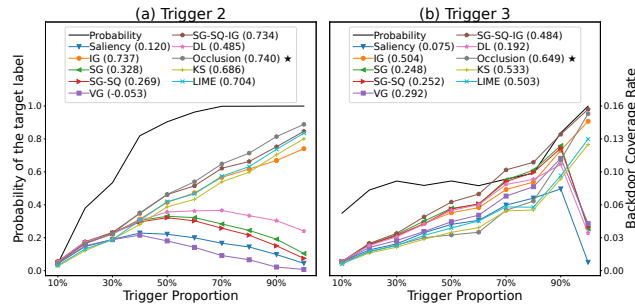 (a) Trigger 2
Probability
Saliency (0.120)
IG (0.737)
SG (0.328)
SG-SQ (0.269)
VG (-0.053)
SG-SQ-IG (0.734)
DL (0.485)
Occlusion (0.740) ★
KS (0.686)
LIME (0.704)
Probability of the target label
1.0
0.8
0.6
0.4
0.2
0.0
10% 30% 50% 70% 90%
Trigger Proportion
(b) Trigger 3
Probability
Saliency (0.075)
IG (0.504)
SG (0.248)
SG-SQ (0.252)
VG (0.292)
SG-SQ-IG (0.484)
DL (0.192)
Occlusion (0.649) ★
KS (0.533)
LIME (0.503)
0.16
0.13
0.10
0.06
0.03
0.00
Backdoor Coverage Rate
10% 30% 50% 70% 90%
Trigger Proportion